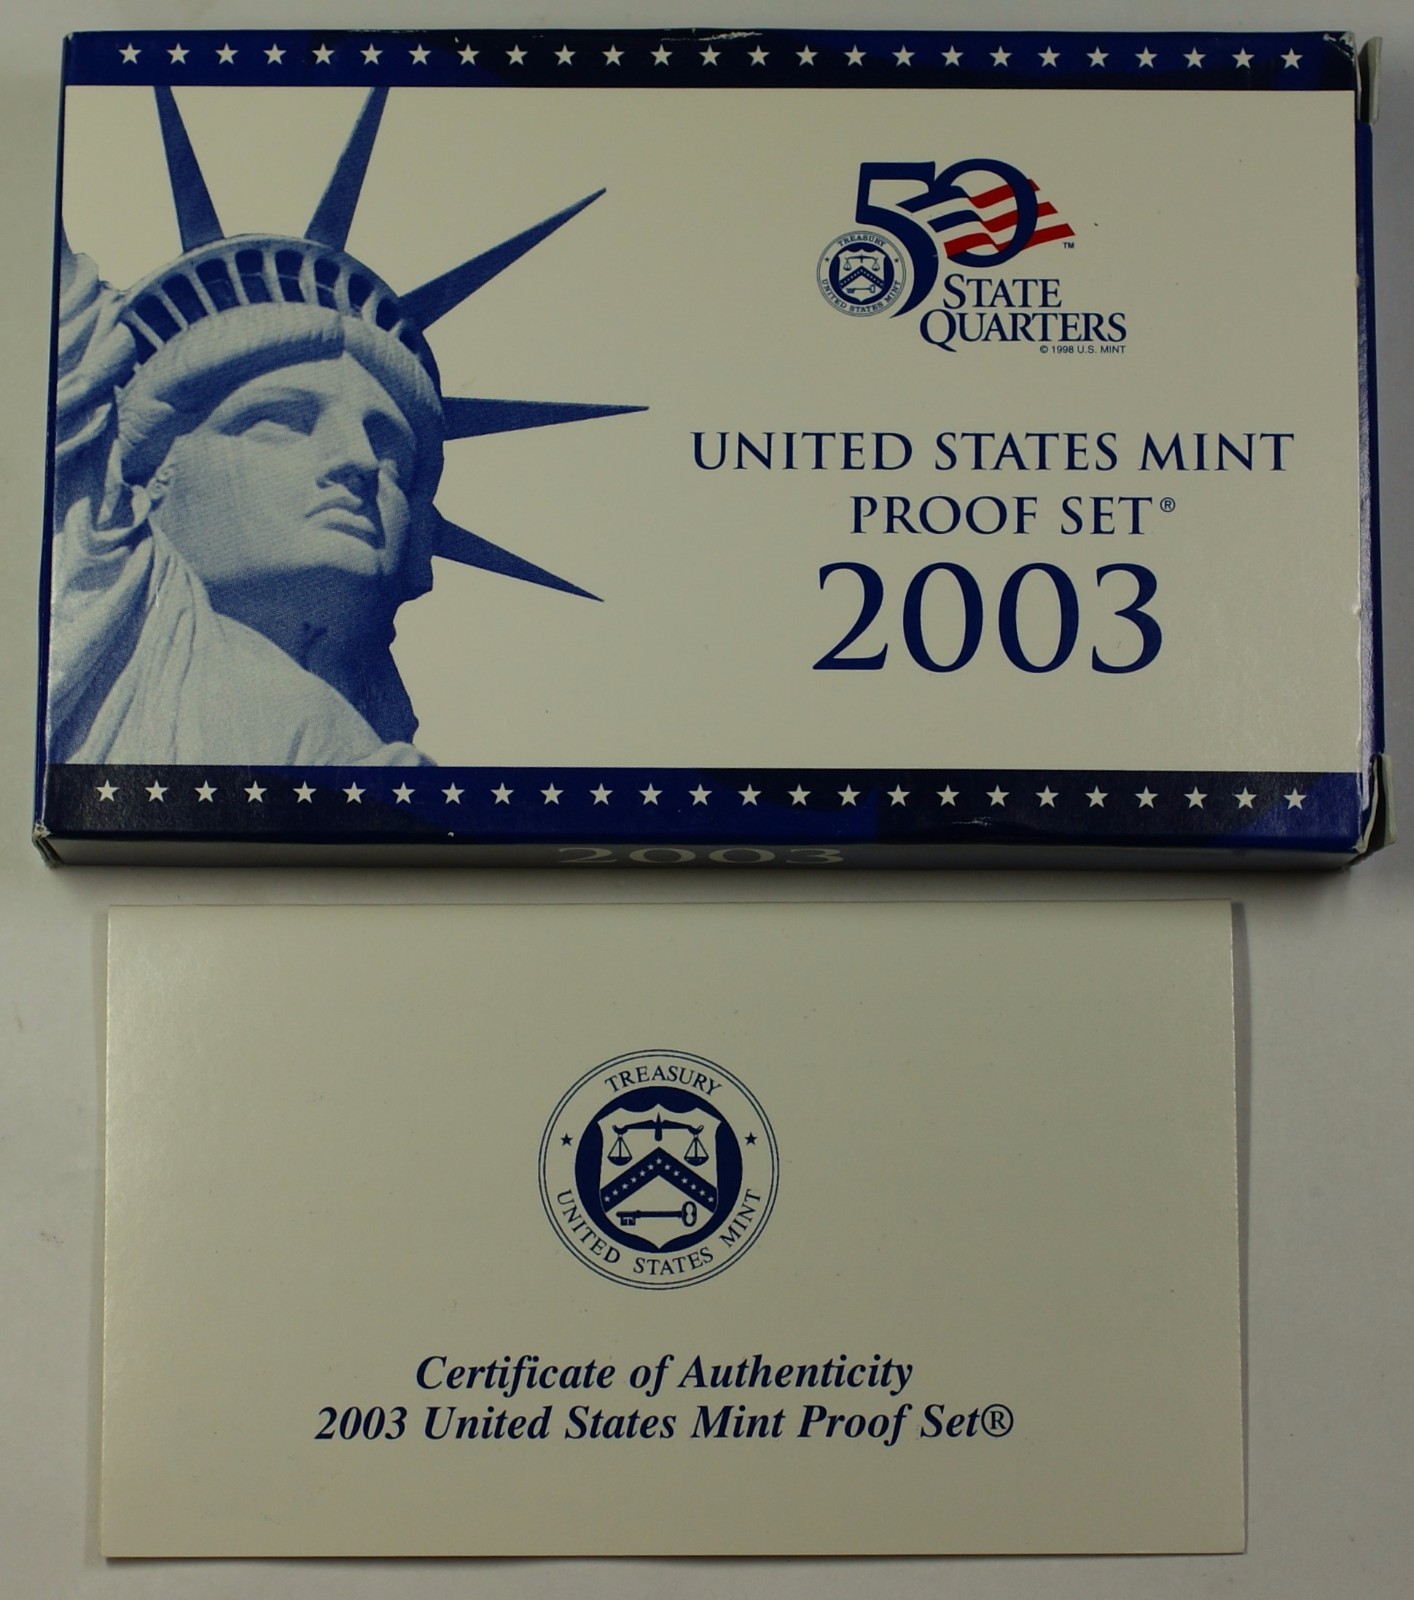 50
TREASURY
UNITED STATES MINT
STATE
QUARTERS
TM
© 1998 U.S. MINT
UNITED STATES MINT
PROOF SET®
2003
2003
TREASURY
UNITED STATES MINT
Certificate of Authenticity
2003 United States Mint Proof Set®